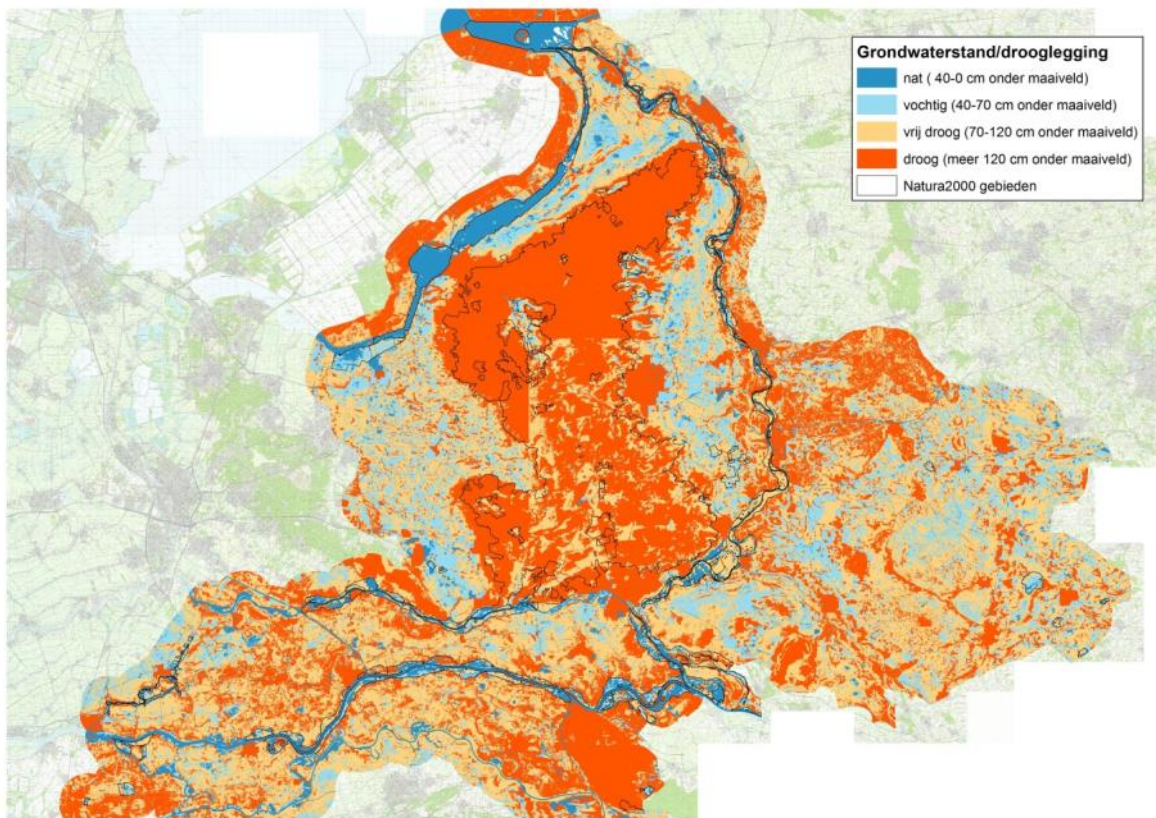 Grondwaterstand/drooglegging
nat ( 40-0 cm onder maaiveld)
vochtig (40-70 cm onder maaiveld)
vrij droog (70-120 cm onder maaiveld)
droog (meer 120 cm onder maaiveld)
Natura2000 gebieden